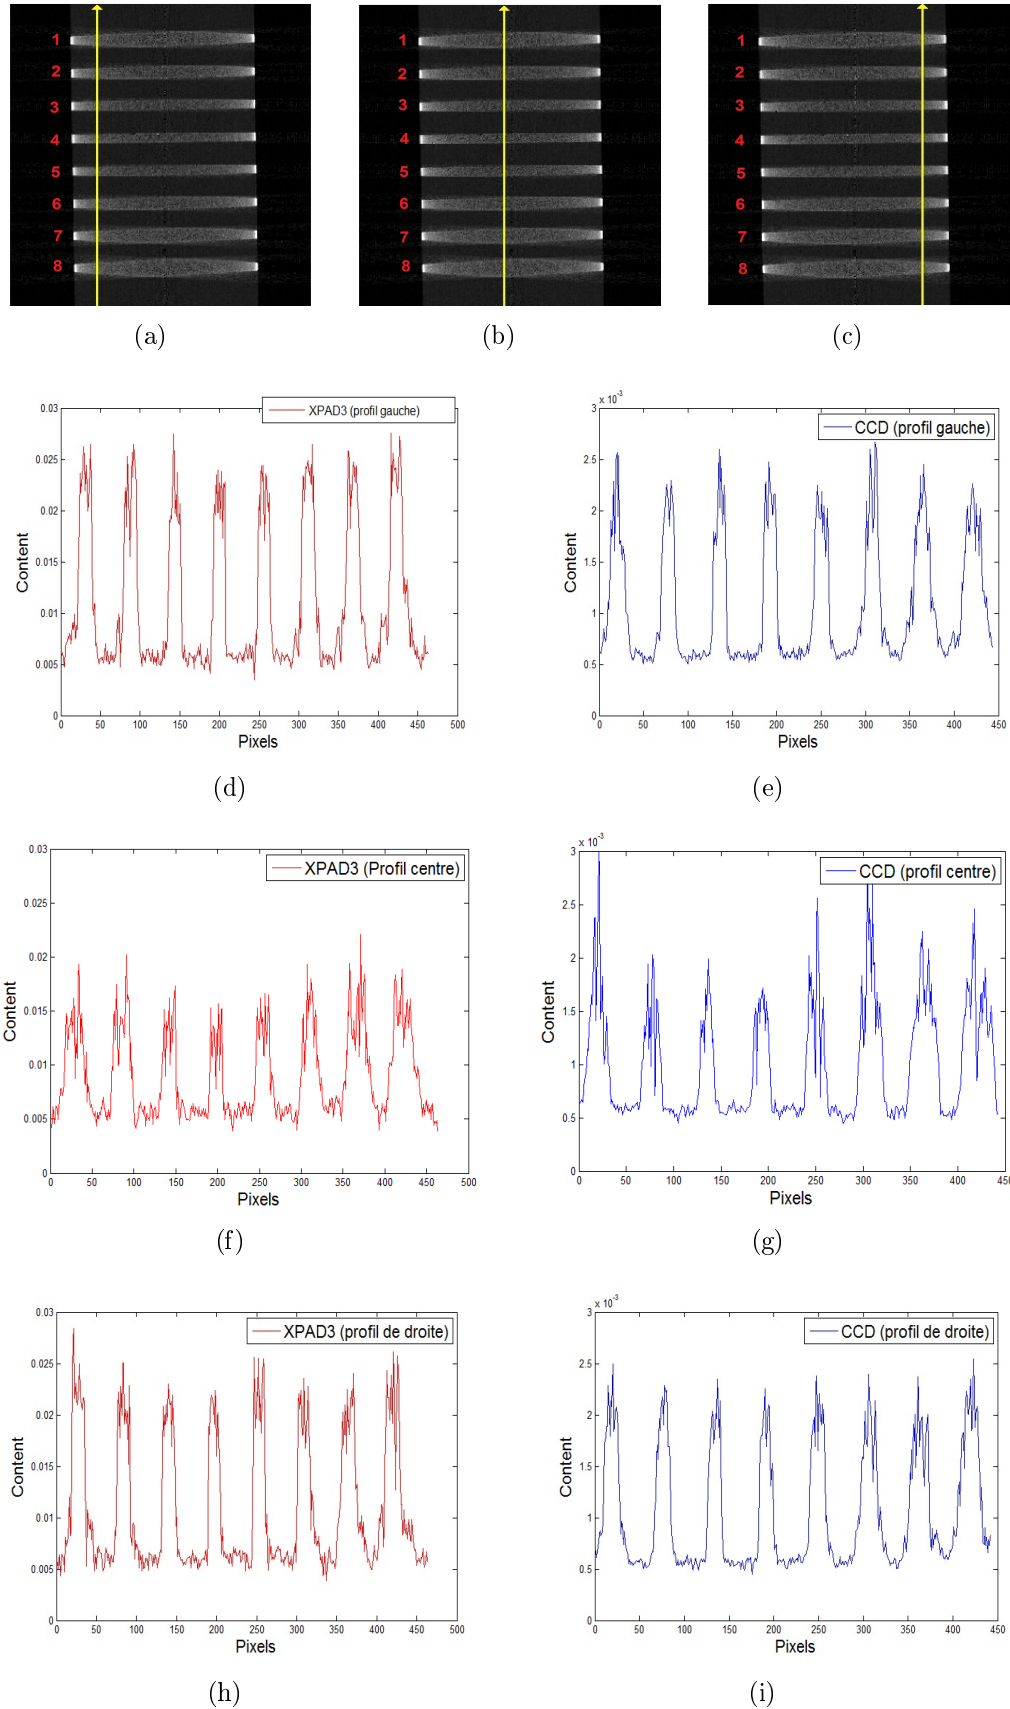 1 1 1
2 2 2
3 3 3
4 4 4
5 5 5
6 6 6
7 7 7
8 8 8
(a) (b) (c)
XPAD3 (profil gauche)
0.03
0.025
0.02
0.015
0.01
0.005
0
Content
0 50 100 150 200 250 300 350 400 450 500
Pixels
(d)
x 10⁻³
CCD (profil gauche)
3
2.5
2
1.5
1
0.5
0
Content
0 50 100 150 200 250 300 350 400 450
Pixels
(e)
XPAD3 (Profil centre)
0.03
0.025
0.02
0.015
0.01
0.005
0
Content
0 50 100 150 200 250 300 350 400 450 500
Pixels
(f)
x 10⁻³
CCD (profil centre)
3
2.5
2
1.5
1
0.5
0
Content
0 50 100 150 200 250 300 350 400 450
Pixels
(g)
XPAD3 (profil de droite)
0.03
0.025
0.02
0.015
0.01
0.005
0
Content
0 50 100 150 200 250 300 350 400 450 500
Pixels
(h)
x 10⁻³
CCD (profil de droite)
3
2.5
2
1.5
1
0.5
0
Content
0 50 100 150 200 250 300 350 400 450
Pixels
(i)